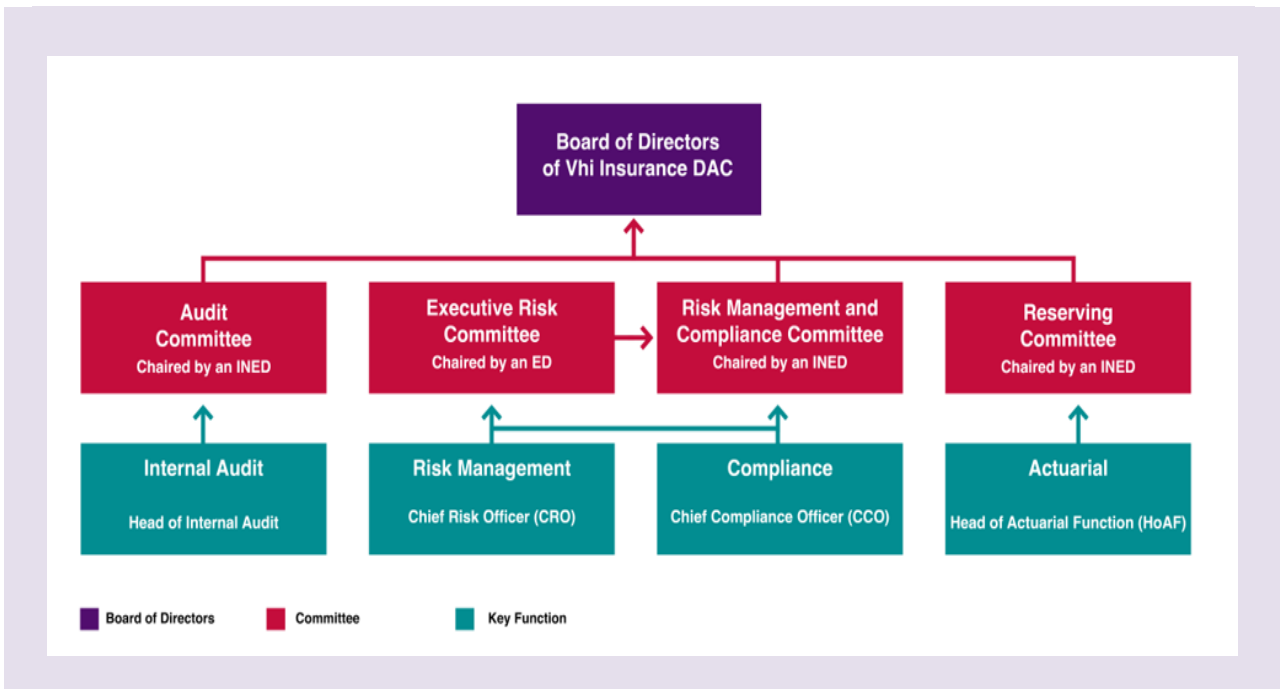 Board of Directors
of Vhi Insurance DAC
Audit
Committee
Chaired by an INED
Executive Risk
Committee
Chaired by an ED
Risk Management and
Compliance Committee
Chaired by an INED
Reserving
Committee
Chaired by an INED
Internal Audit
Head of Internal Audit
Risk Management
Chief Risk Officer (CRO)
Compliance
Chief Compliance Officer (CCO)
Actuarial
Head of Actuarial Function (HoAF)
Board of Directors
Committee
Key Function